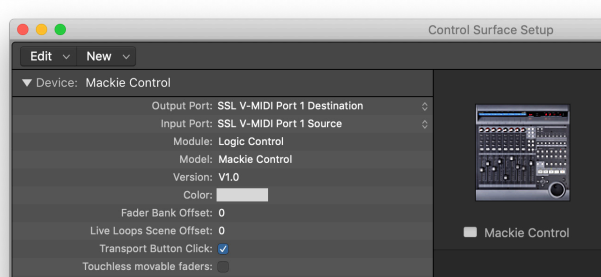 Control Surface Setup
Edit New
Device: Mackie Control
Output Port: SSL V-MIDI Port 1 Destination
Input Port: SSL V-MIDI Port 1 Source
Module: Logic Control
Model: Mackie Control
Version: V1.0
Color:
Fader Bank Offset: 0
Live Loops Scene Offset: 0
Transport Button Click:
Touchless movable faders:
Mackie Control